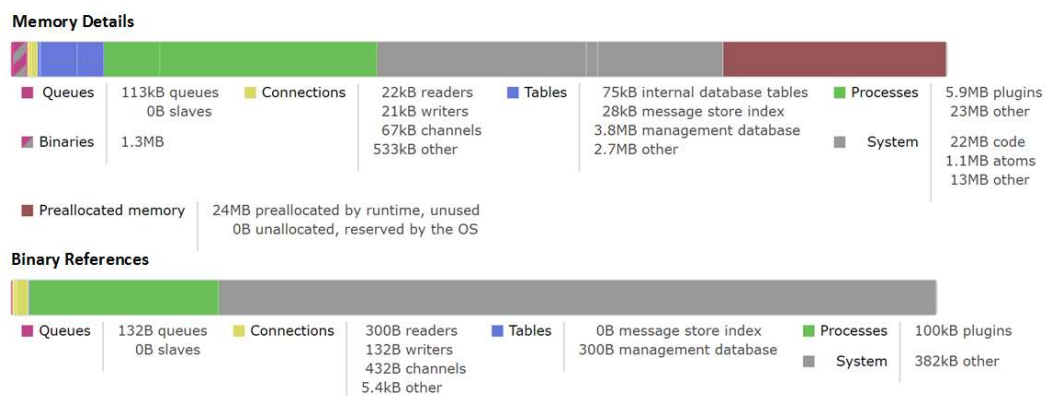 Memory Details
Queues 113kB queues
0B slaves
Binaries 1.3MB
Connections 22kB readers
21kB writers
67kB channels
533kB other
Tables 75kB internal database tables
28kB message store index
3.8MB management database
2.7MB other
Processes 5.9MB plugins
23MB other
System 22MB code
1.1MB atoms
13MB other
Preallocated memory 24MB preallocated by runtime, unused
0B unallocated, reserved by the OS
Binary References
Queues 132B queues
0B slaves
Connections 300B readers
132B writers
432B channels
5.4kB other
Tables 0B message store index
300B management database
Processes 100kB plugins
System 382kB other